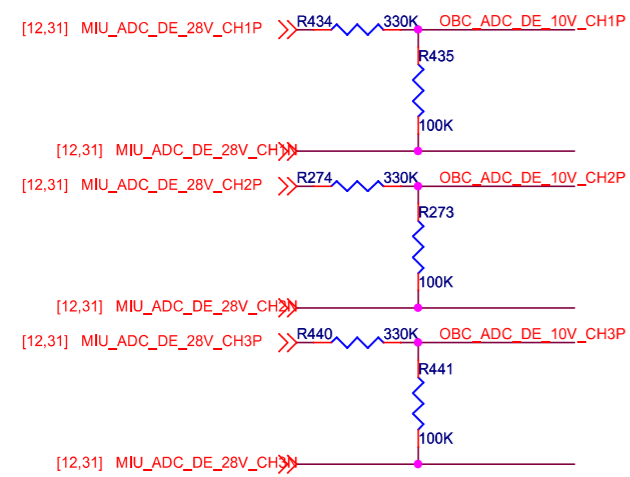 [12,31] MIU_ADC_DE_28V_CH1P R434 330K OBC_ADC_DE_10V_CH1P
R435
100K
[12,31] MIU_ADC_DE_28V_CH1N
[12,31] MIU_ADC_DE_28V_CH2P R274 330K OBC_ADC_DE_10V_CH2P
R273
100K
[12,31] MIU_ADC_DE_28V_CH2N
[12,31] MIU_ADC_DE_28V_CH3P R440 330K OBC_ADC_DE_10V_CH3P
R441
100K
[12,31] MIU_ADC_DE_28V_CH3N